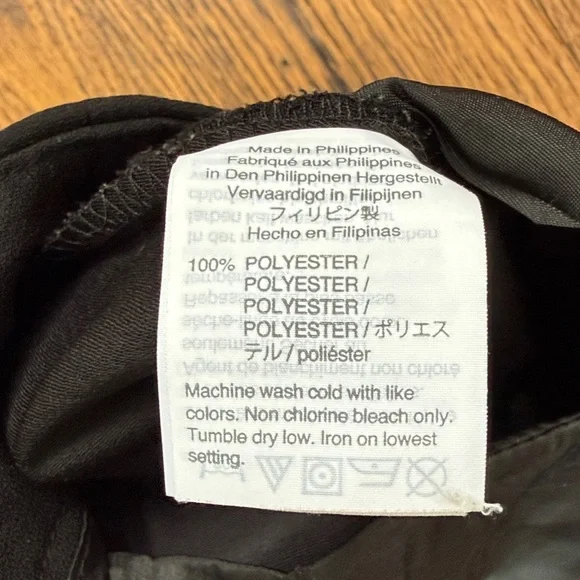 Made in Philippines
Fabriqué aux Philippines
in Den Philippinen Hergestellt
Vervaardigd in Filipijnen
フィリピン製
Hecho en Filipinas
100% POLYESTER /
POLYESTER /
POLYESTER /
POLYESTER / ポリエス
テル / poliéster
Machine wash cold with like
colors. Non chlorine bleach only.
Tumble dry low. Iron on lowest
setting.